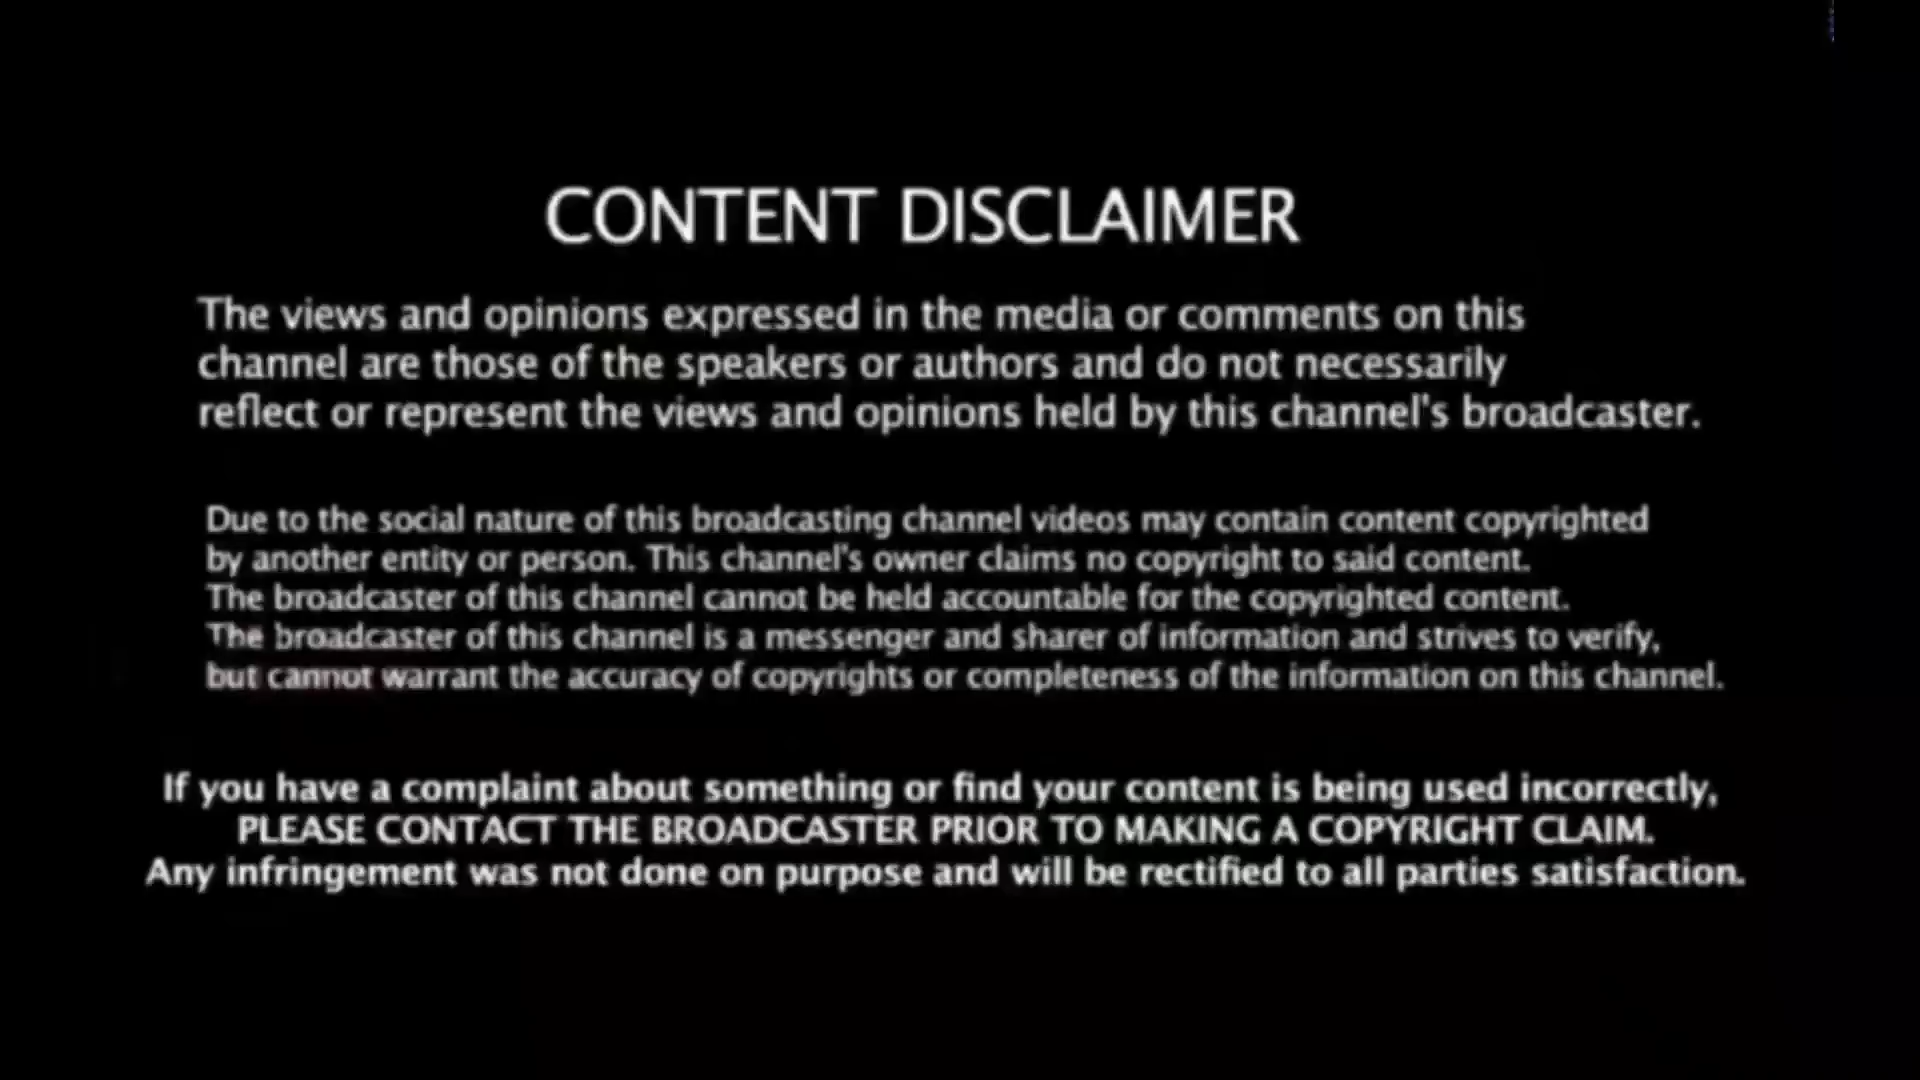 CONTENT DISCLAIMER
The views and opinions expressed in the media or comments on this
channel are those of the speakers or authors and do not necessarily
reflect or represent the views and opinions held by this channel's broadcaster.
Due to the social nature of this broadcasting channel videos may contain content copyrighted
by another entity or person. This channel's owner claims no copyright to said content.
The broadcaster of this channel cannot be held accountable for the copyrighted content.
The broadcaster of this channel is a messenger and sharer of information and strives to verify,
but cannot warrant the accuracy of copyrights or completeness of the information on this channel.
If you have a complaint about something or find your content is being used incorrectly,
PLEASE CONTACT THE BROADCASTER PRIOR TO MAKING A COPYRIGHT CLAIM.
Any infringement was not done on purpose and will be rectified to all parties satisfaction.